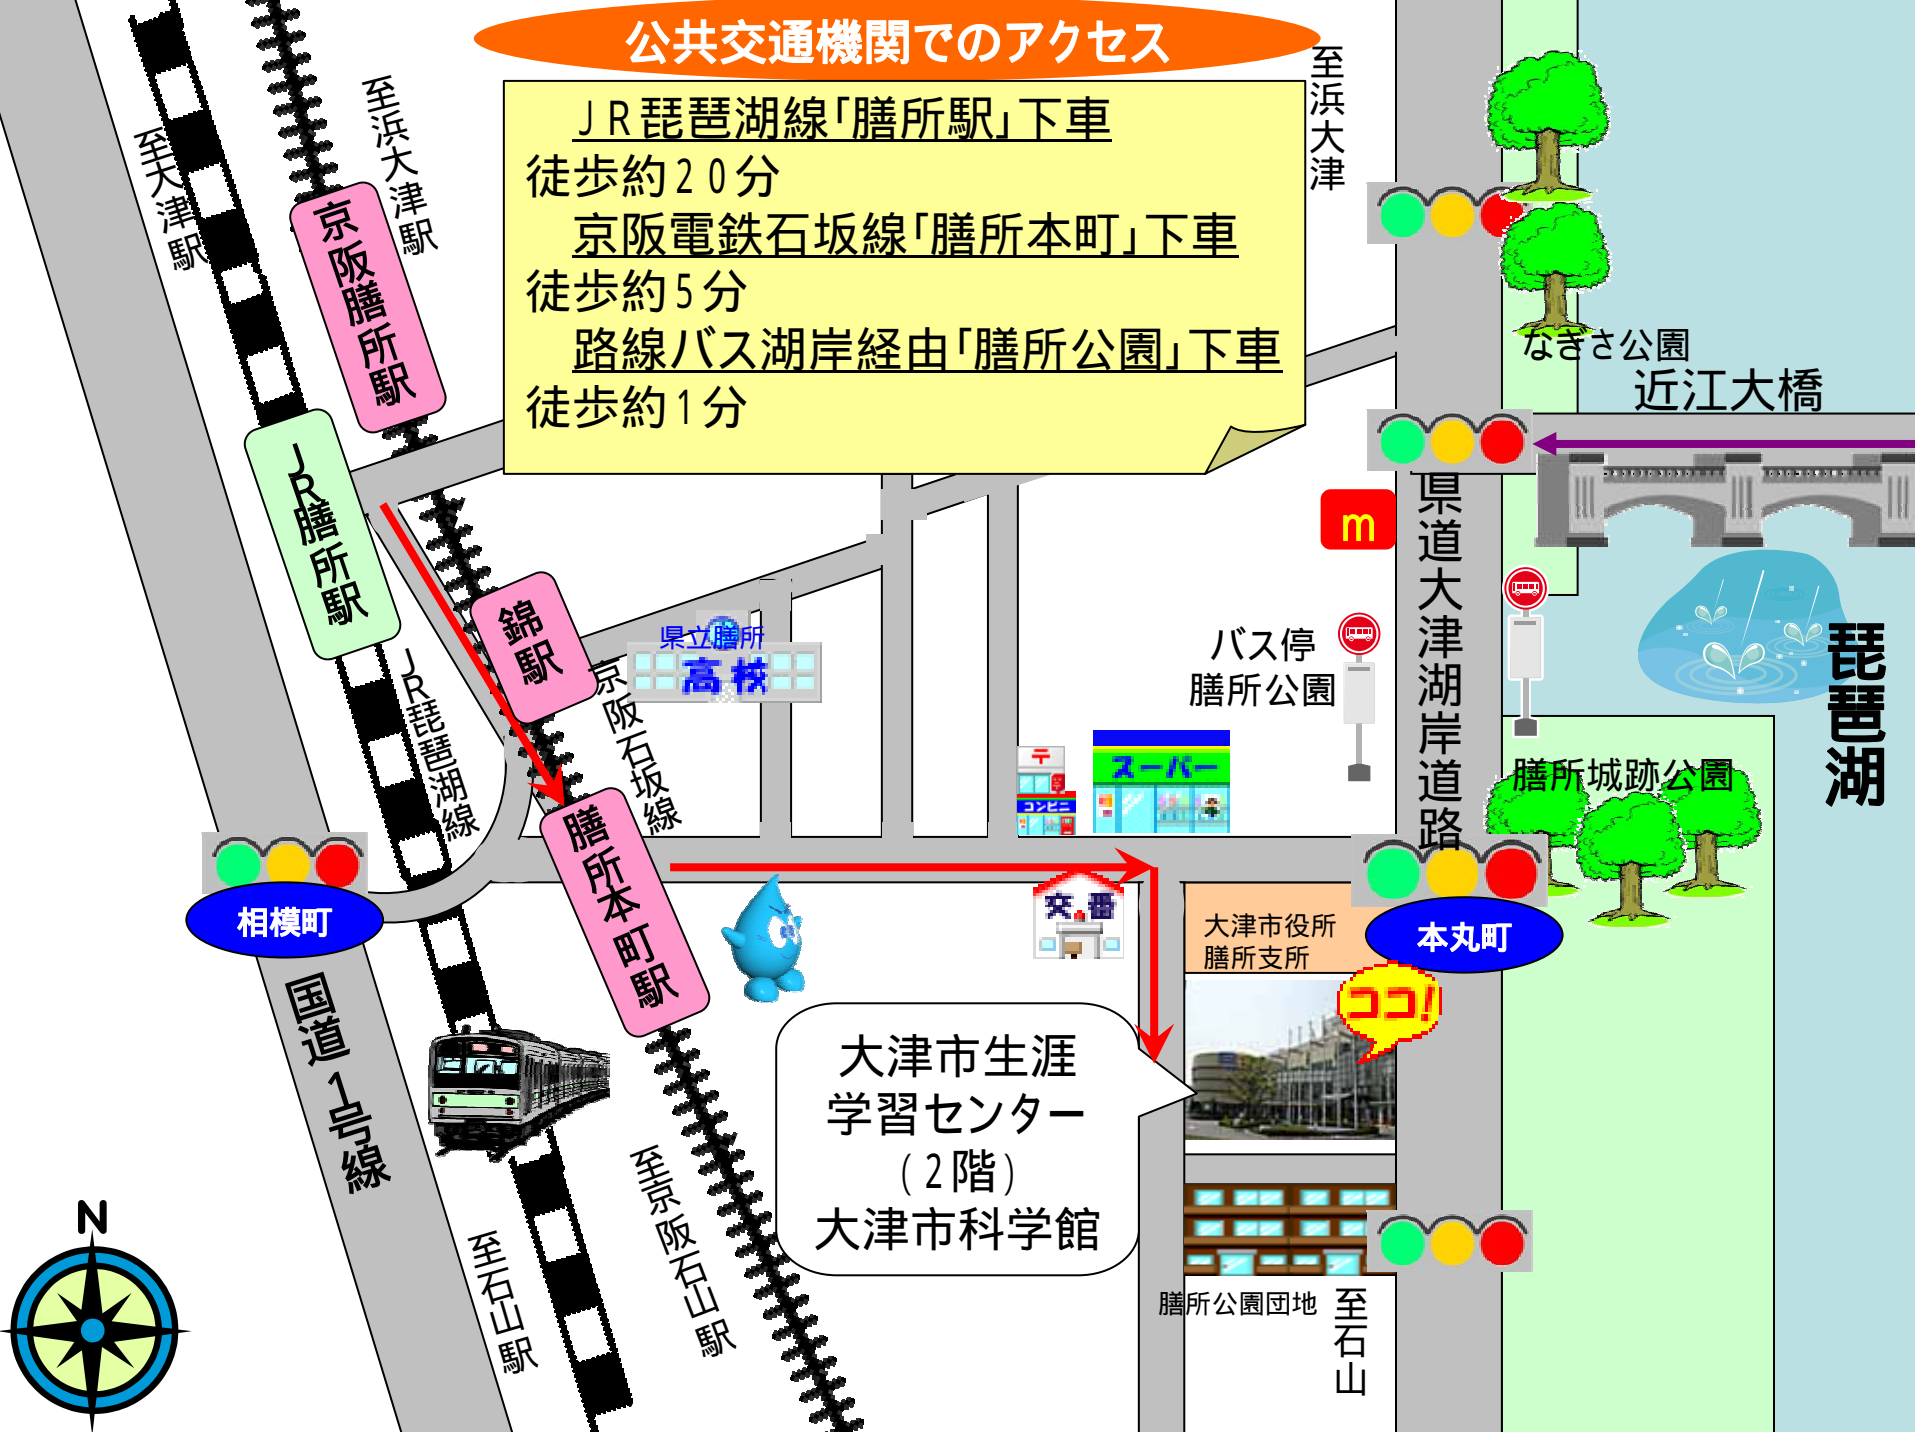 公共交通機関でのアクセス
JR琵琶湖線「膳所駅」下車
徒歩約20分
京阪電鉄石坂線「膳所本町」下車
徒歩約5分
路線バス湖岸経由「膳所公園」下車
徒歩約1分
至大津駅
至浜大津駅
至浜大津
京阪膳所駅
JR膳所駅
錦駅
膳所本町駅
JR琵琶湖線
京阪石坂線
県立膳所
高校
なぎさ公園
近江大橋
m
県道大津湖岸道路
バス停
膳所公園
琵琶湖
膳所城跡公園
〒
コンビニ
スーパー
交番
相模町
本丸町
大津市役所
膳所支所
ココ!
国道1号線
大津市生涯
学習センター
(2階)
大津市科学館
至石山駅
至京阪石山駅
膳所公園団地
至石山
N